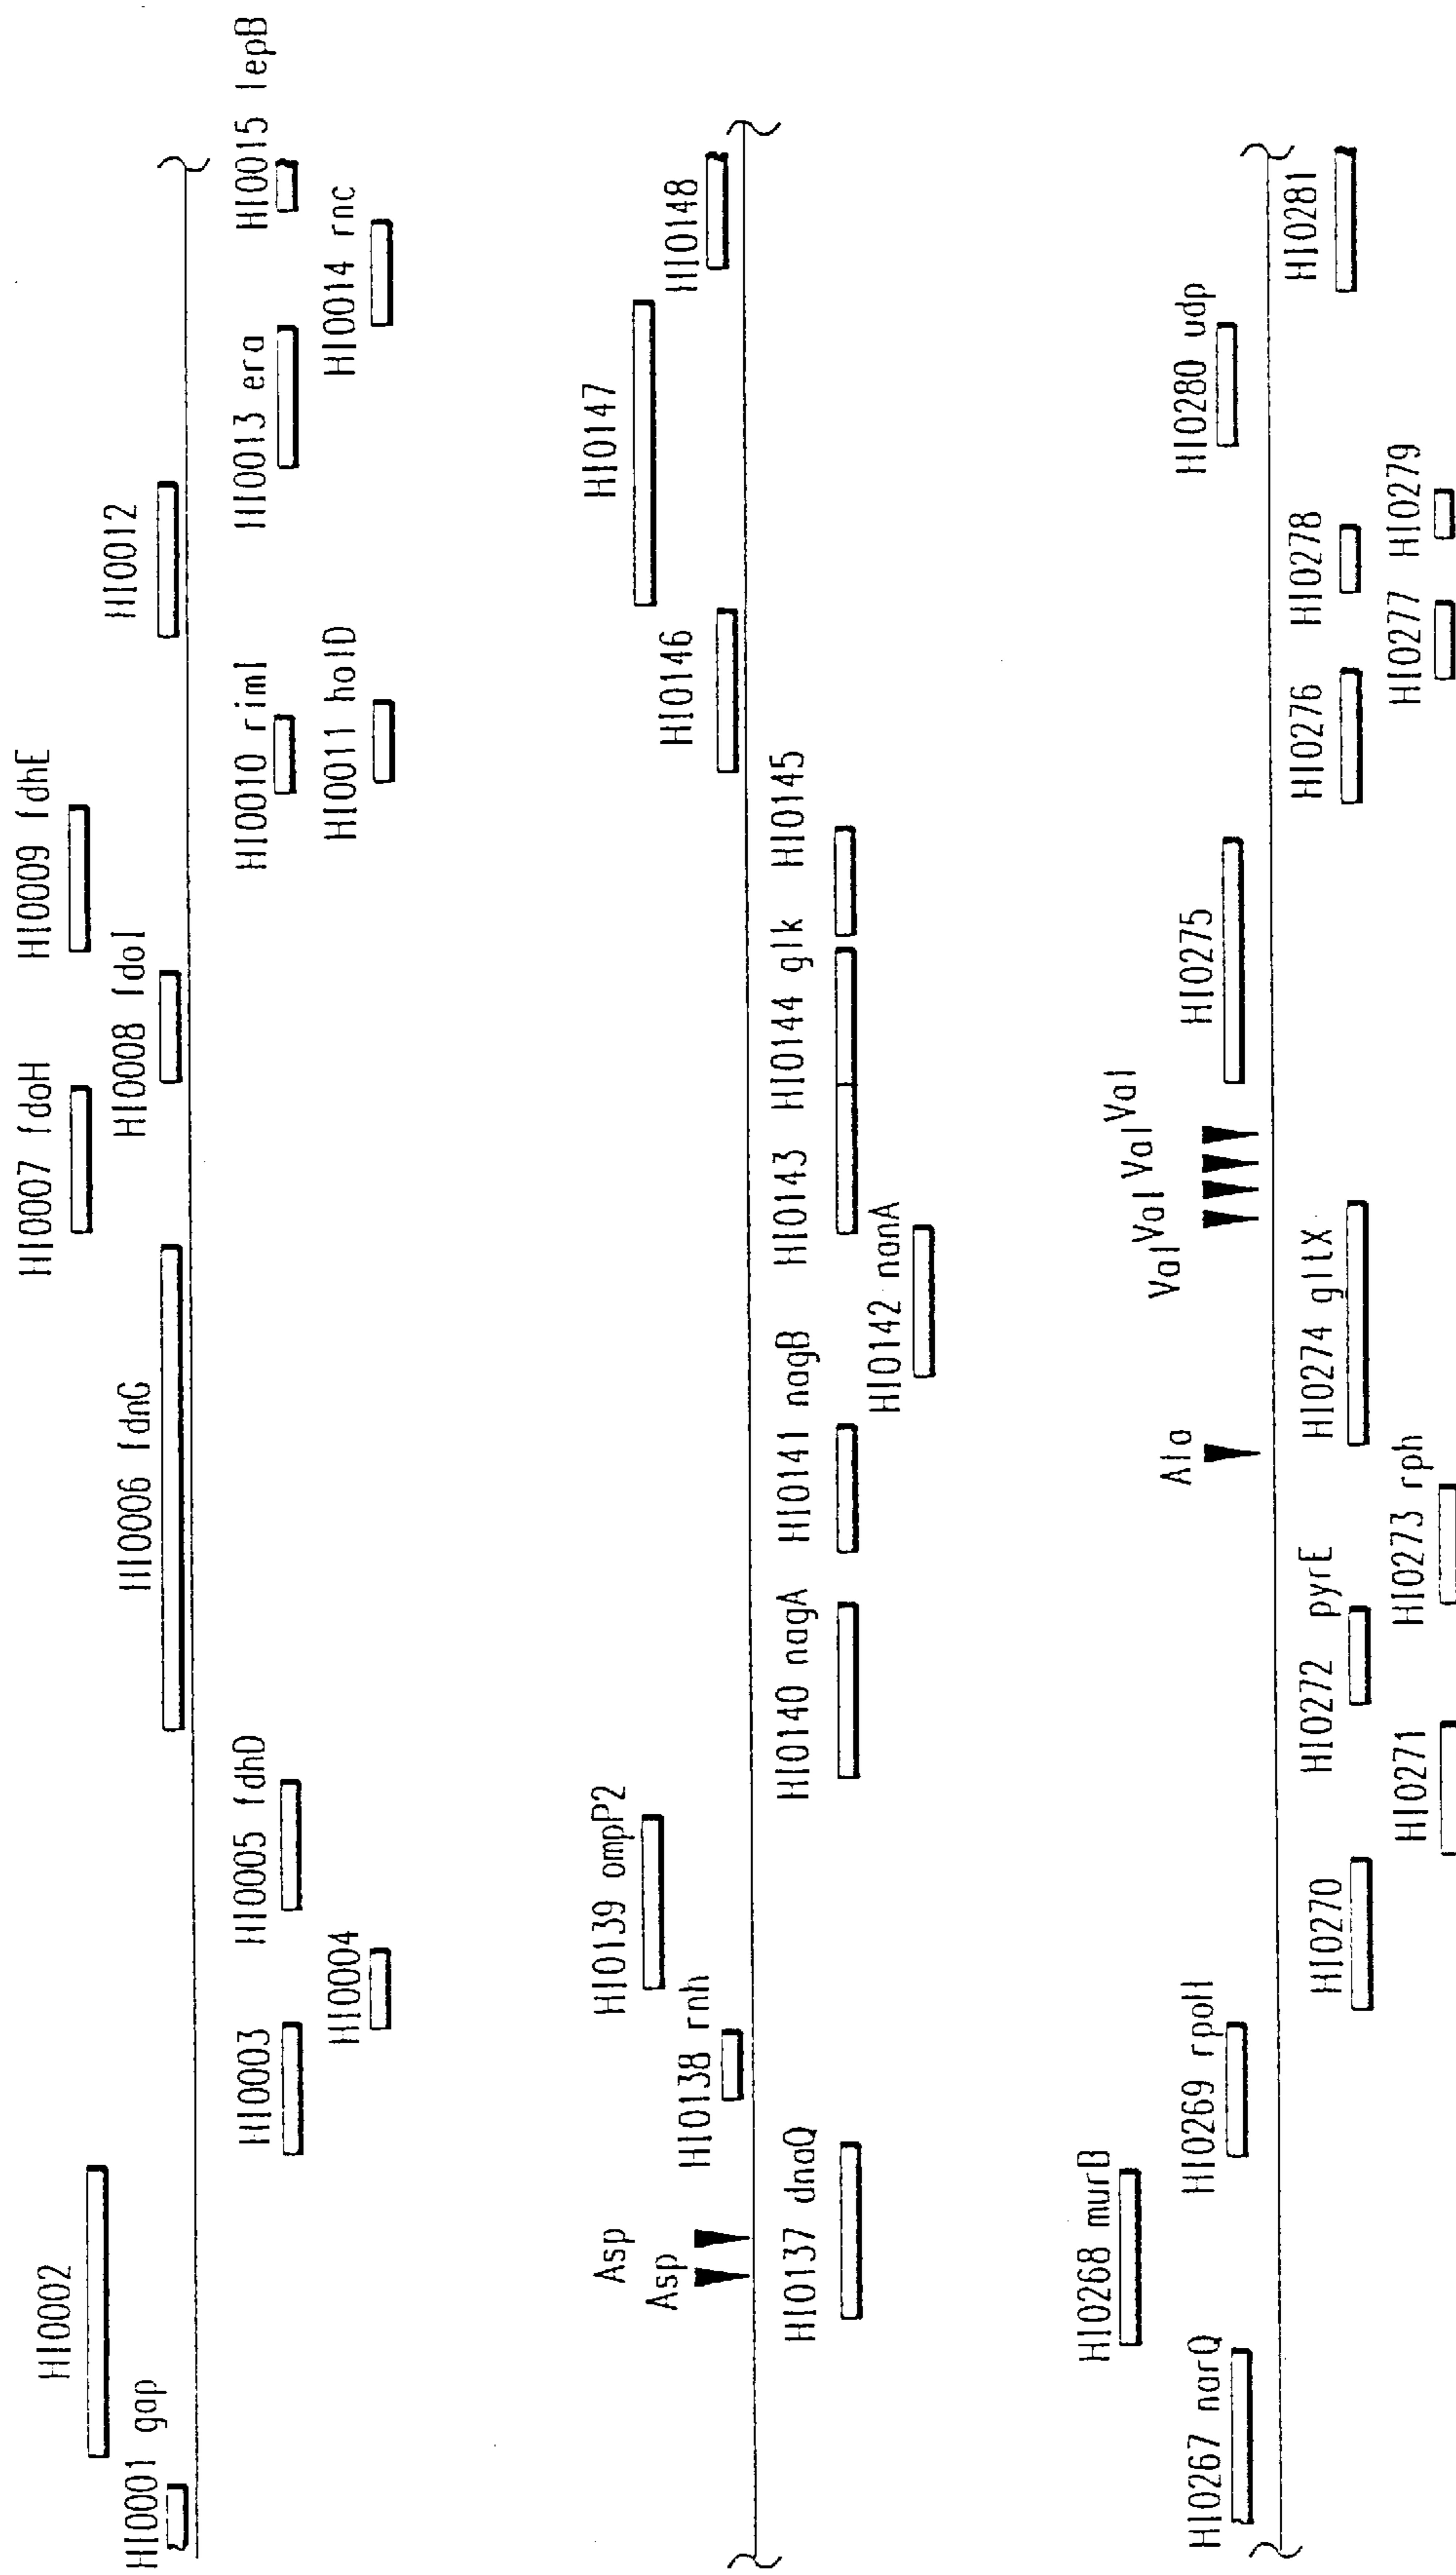 HI0001 gap
HI0002
HI0003
HI0004
HI0005 fdhD
HI0006 fdnG
HI0007 fdoH
HI0008 fdoI
HI0009 fdhE
HI0010 rimI
HI0011 holD
HI0012
HI0013 era
HI0014 rnc
HI0015 lepB
Asp
Asp
HI0137 dnaQ
HI0138 rnh
HI0139 ompP2
HI0140 nagA
HI0141 nagB
HI0142 nanA
HI0143
HI0144 glk
HI0145
HI0146
HI0147
HI0148
HI0267 narQ
HI0268 murB
HI0269 rpoH
HI0270
HI0271
HI0272 pyrE
HI0273 rph
Ala
HI0274 gltX
Val
Val
Val
Val
HI0275
HI0276
HI0277
HI0278
HI0279
HI0280 udp
HI0281